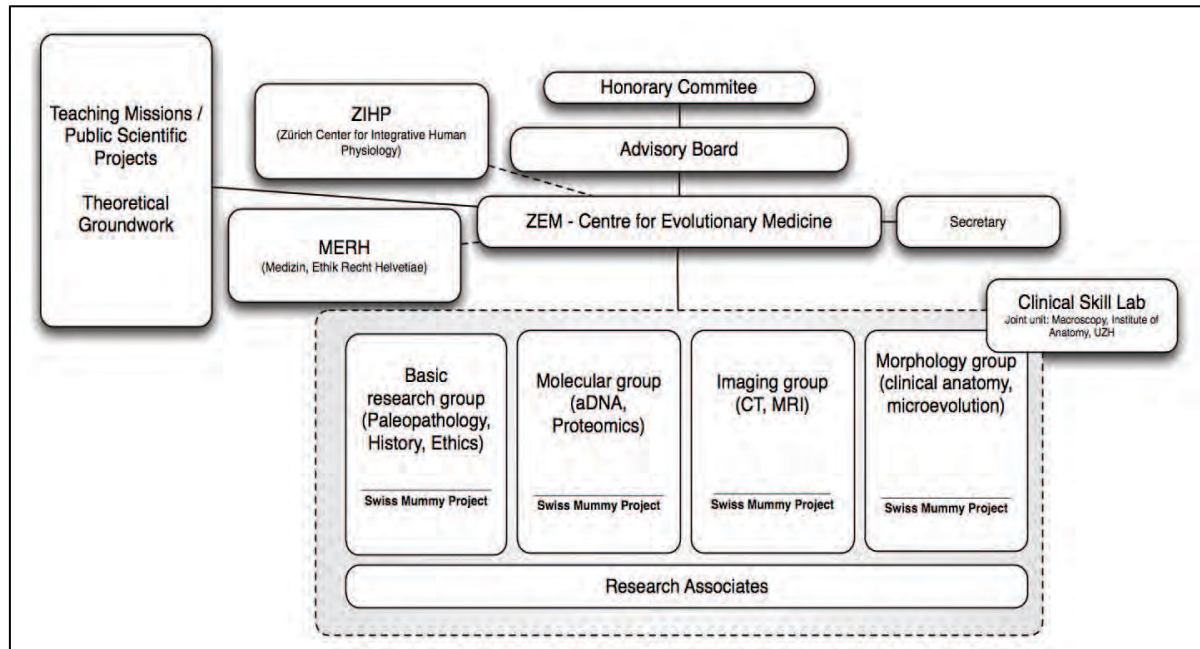 Teaching Missions /
Public Scientific
Projects
Theoretical
Groundwork
ZIHP
(Zürich Center for Integrative Human
Physiology)
MERH
(Medizin, Ethik Recht Helvetiae)
Honorary Commitee
Advisory Board
ZEM - Centre for Evolutionary Medicine
Secretary
Clinical Skill Lab
Joint unit: Macroscopy, Institute of
Anatomy, UZH
Basic
research group
(Paleopathology,
History, Ethics)
Swiss Mummy Project
Molecular group
(aDNA,
Proteomics)
Swiss Mummy Project
Imaging group
(CT, MRI)
Swiss Mummy Project
Morphology group
(clinical anatomy,
microevolution)
Swiss Mummy Project
Research Associates